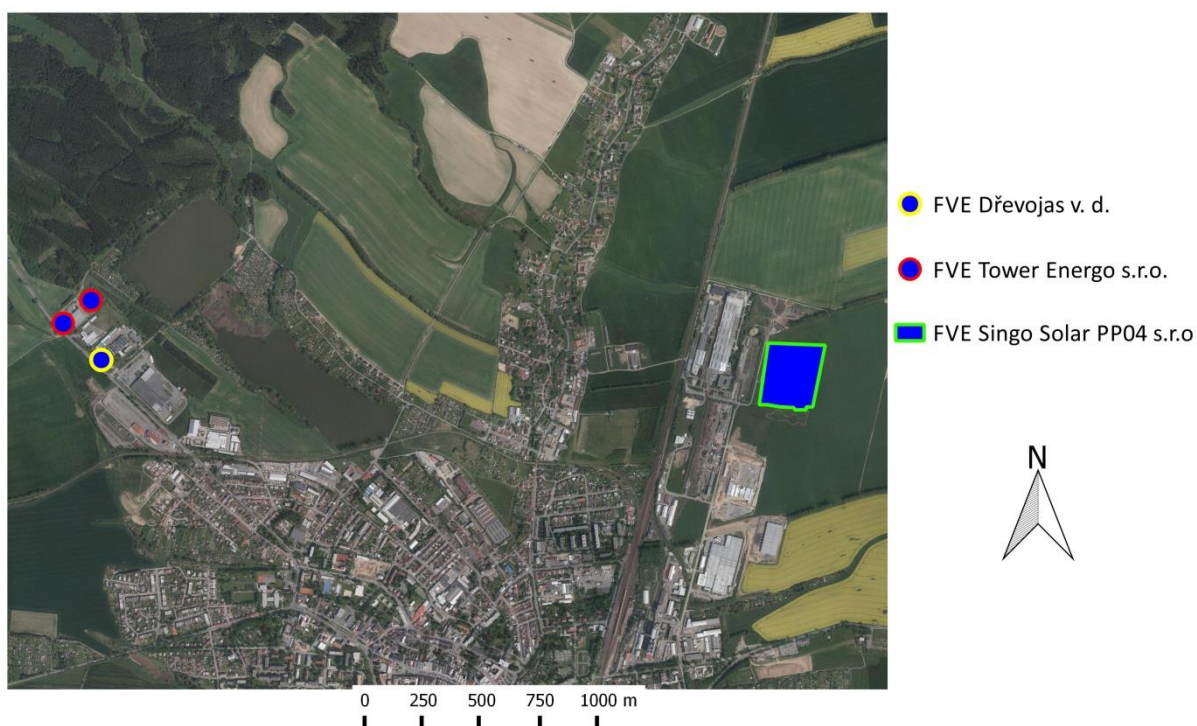 FVE Dřevojas v. d.
FVE Tower Energo s.r.o.
FVE Singo Solar PP04 s.r.o
N
0 250 500 750 1000 m